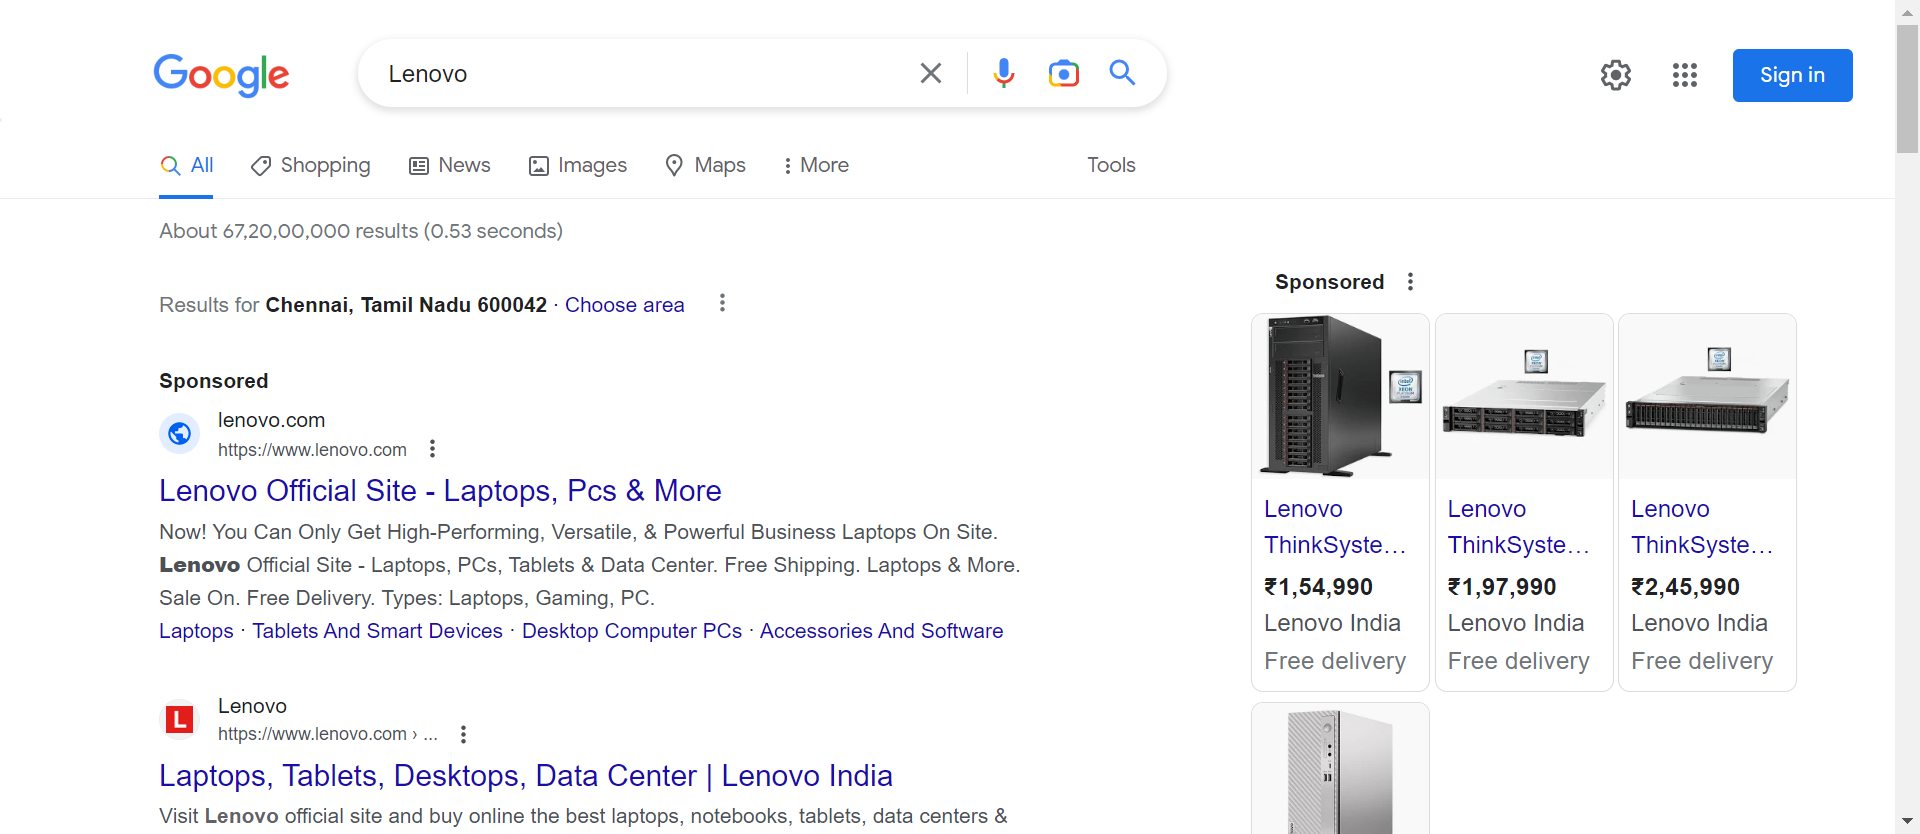 Google
Lenovo
Sign in
All
Shopping
News
Images
Maps
More
Tools
About 67,20,00,000 results (0.53 seconds)
Results for Chennai, Tamil Nadu 600042 · Choose area
Sponsored
lenovo.com
https://www.lenovo.com
Lenovo Official Site - Laptops, Pcs & More
Now! You Can Only Get High-Performing, Versatile, & Powerful Business Laptops On Site.
Lenovo Official Site - Laptops, PCs, Tablets & Data Center. Free Shipping. Laptops & More.
Sale On. Free Delivery. Types: Laptops, Gaming, PC.
Laptops · Tablets And Smart Devices · Desktop Computer PCs · Accessories And Software
L
Lenovo
https://www.lenovo.com › ...
Laptops, Tablets, Desktops, Data Center | Lenovo India
Visit Lenovo official site and buy online the best laptops, notebooks, tablets, data centers &
Sponsored
Lenovo
ThinkSyste...
₹1,54,990
Lenovo India
Free delivery
Lenovo
ThinkSyste...
₹1,97,990
Lenovo India
Free delivery
Lenovo
ThinkSyste...
₹2,45,990
Lenovo India
Free delivery